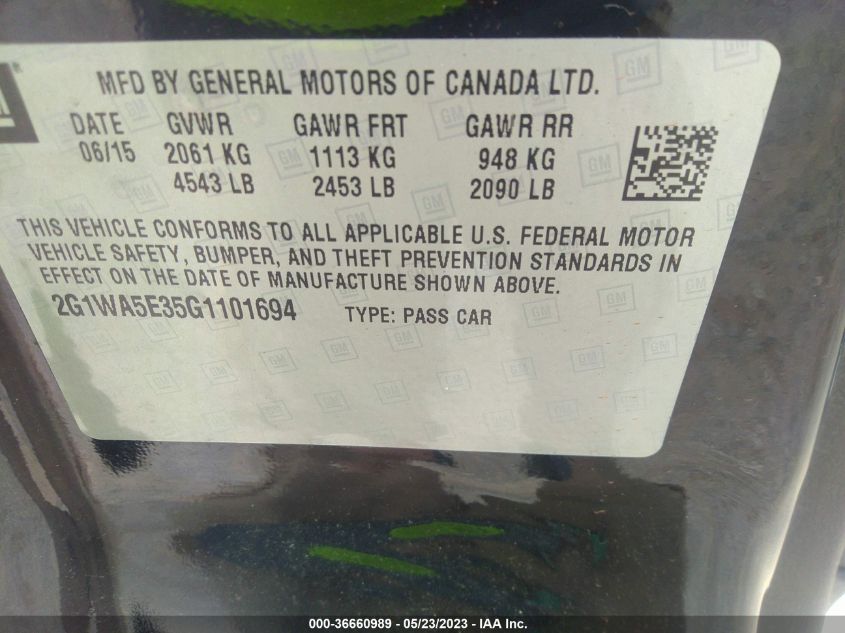 MFD BY GENERAL MOTORS OF CANADA LTD.
DATE GVWR GAWR FRT GAWR RR
06/15 2061 KG 1113 KG 948 KG
4543 LB 2453 LB 2090 LB
THIS VEHICLE CONFORMS TO ALL APPLICABLE U.S. FEDERAL MOTOR
VEHICLE SAFETY, BUMPER, AND THEFT PREVENTION STANDARDS IN
EFFECT ON THE DATE OF MANUFACTURE SHOWN ABOVE.
2G1WA5E35G1101694 TYPE: PASS CAR
000-36660989 - 05/23/2023 - IAA Inc.